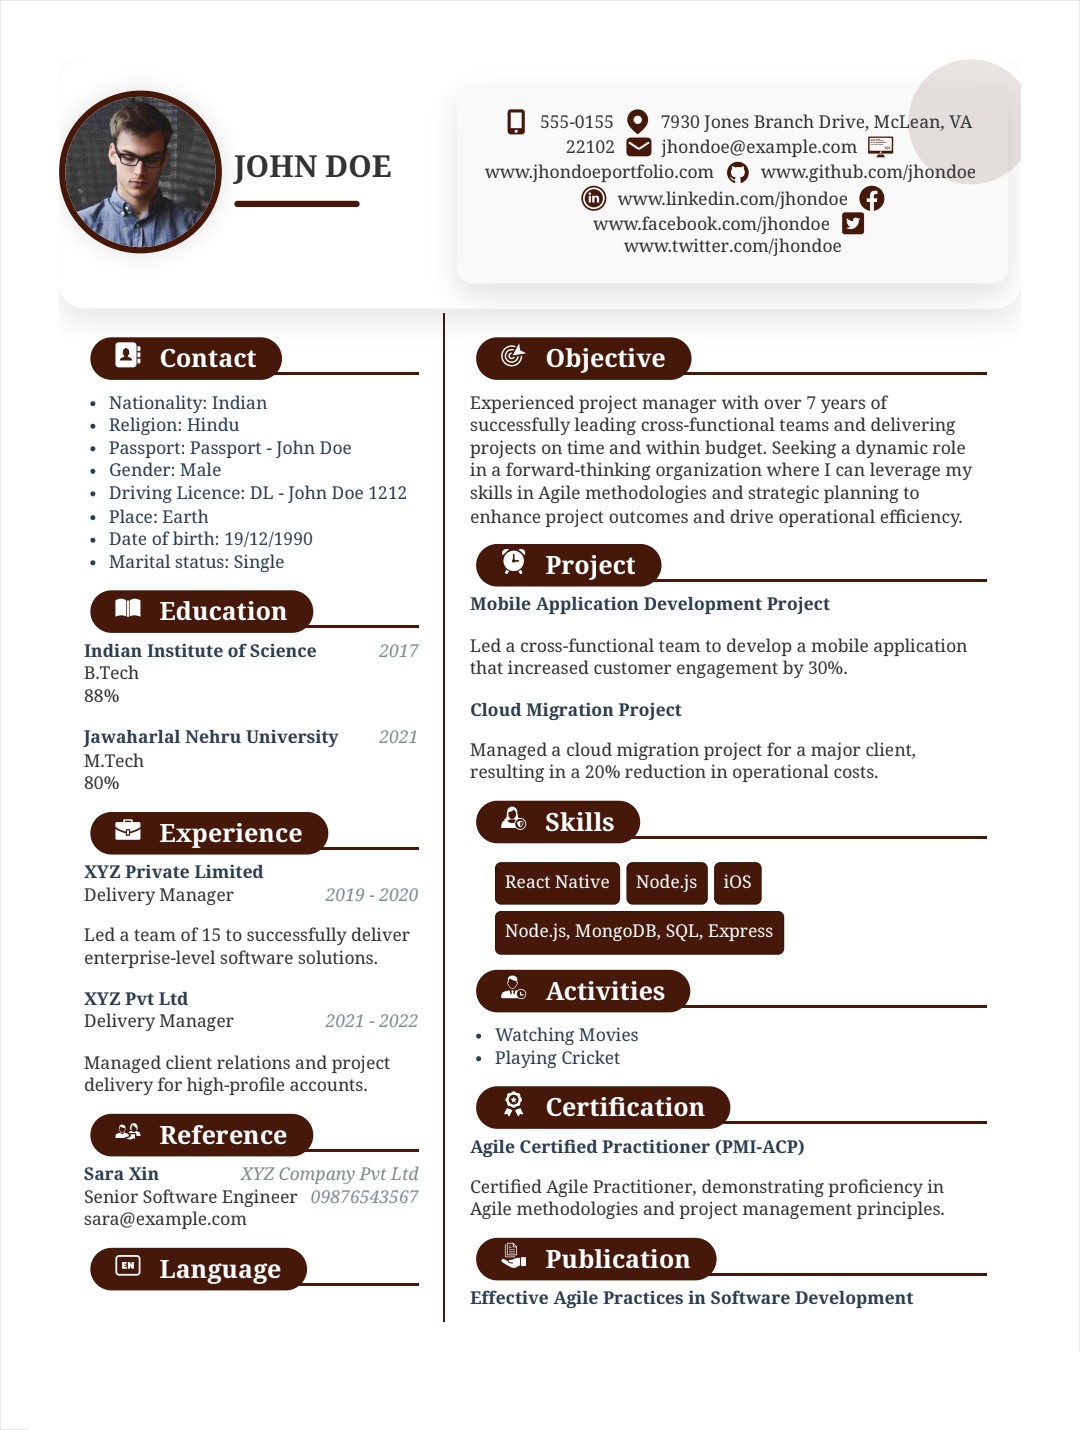 JOHN DOE
555-0155 7930 Jones Branch Drive, McLean, VA
22102 jhondoe@example.com
www.jhondoeportfolio.com www.github.com/jhondoe
www.linkedin.com/jhondoe
www.facebook.com/jhondoe
www.twitter.com/jhondoe
Contact
• Nationality: Indian
• Religion: Hindu
• Passport: Passport - John Doe
• Gender: Male
• Driving Licence: DL - John Doe 1212
• Place: Earth
• Date of birth: 19/12/1990
• Marital status: Single
Education
Indian Institute of Science 2017
B.Tech
88%
Jawaharlal Nehru University 2021
M.Tech
80%
Experience
XYZ Private Limited
Delivery Manager 2019 - 2020
Led a team of 15 to successfully deliver
enterprise-level software solutions.
XYZ Pvt Ltd
Delivery Manager 2021 - 2022
Managed client relations and project
delivery for high-profile accounts.
Reference
Sara Xin XYZ Company Pvt Ltd
Senior Software Engineer 09876543567
sara@example.com
EN Language
Objective
Experienced project manager with over 7 years of
successfully leading cross-functional teams and delivering
projects on time and within budget. Seeking a dynamic role
in a forward-thinking organization where I can leverage my
skills in Agile methodologies and strategic planning to
enhance project outcomes and drive operational efficiency.
Project
Mobile Application Development Project
Led a cross-functional team to develop a mobile application
that increased customer engagement by 30%.
Cloud Migration Project
Managed a cloud migration project for a major client,
resulting in a 20% reduction in operational costs.
Skills
React Native Node.js iOS
Node.js, MongoDB, SQL, Express
Activities
• Watching Movies
• Playing Cricket
Certification
Agile Certified Practitioner (PMI-ACP)
Certified Agile Practitioner, demonstrating proficiency in
Agile methodologies and project management principles.
Publication
Effective Agile Practices in Software Development